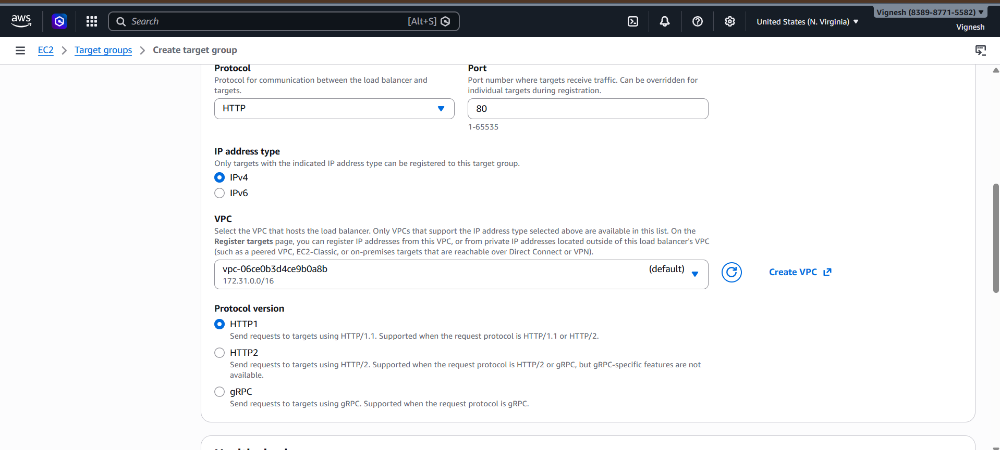 aws
Search
[Alt+S]
United States (N. Virginia)
Vignesh (8389-8771-5582)
Vignesh
EC2
Target groups
Create target group
Protocol
Protocol for communication between the load balancer and
targets.
HTTP
Port
Port number where targets receive traffic. Can be overridden for
individual targets during registration.
80
1-65535
IP address type
Only targets with the indicated IP address type can be registered to this target group.
IPv4
IPv6
VPC
Select the VPC that hosts the load balancer. Only VPCs that support the IP address type selected above are available in this list. On the
Register targets page, you can register IP addresses from this VPC, or from private IP addresses located outside of this load balancer's VPC
(such as a peered VPC, EC2-Classic, or on-premises targets that are reachable over Direct Connect or VPN).
vpc-06ce0b3d4ce9b0a8b
(default)
172.31.0.0/16
Create VPC
Protocol version
HTTP1
Send requests to targets using HTTP/1.1. Supported when the request protocol is HTTP/1.1 or HTTP/2.
HTTP2
Send requests to targets using HTTP/2. Supported when the request protocol is HTTP/2 or gRPC, but gRPC-specific features are not
available.
gRPC
Send requests to targets using gRPC. Supported when the request protocol is gRPC.